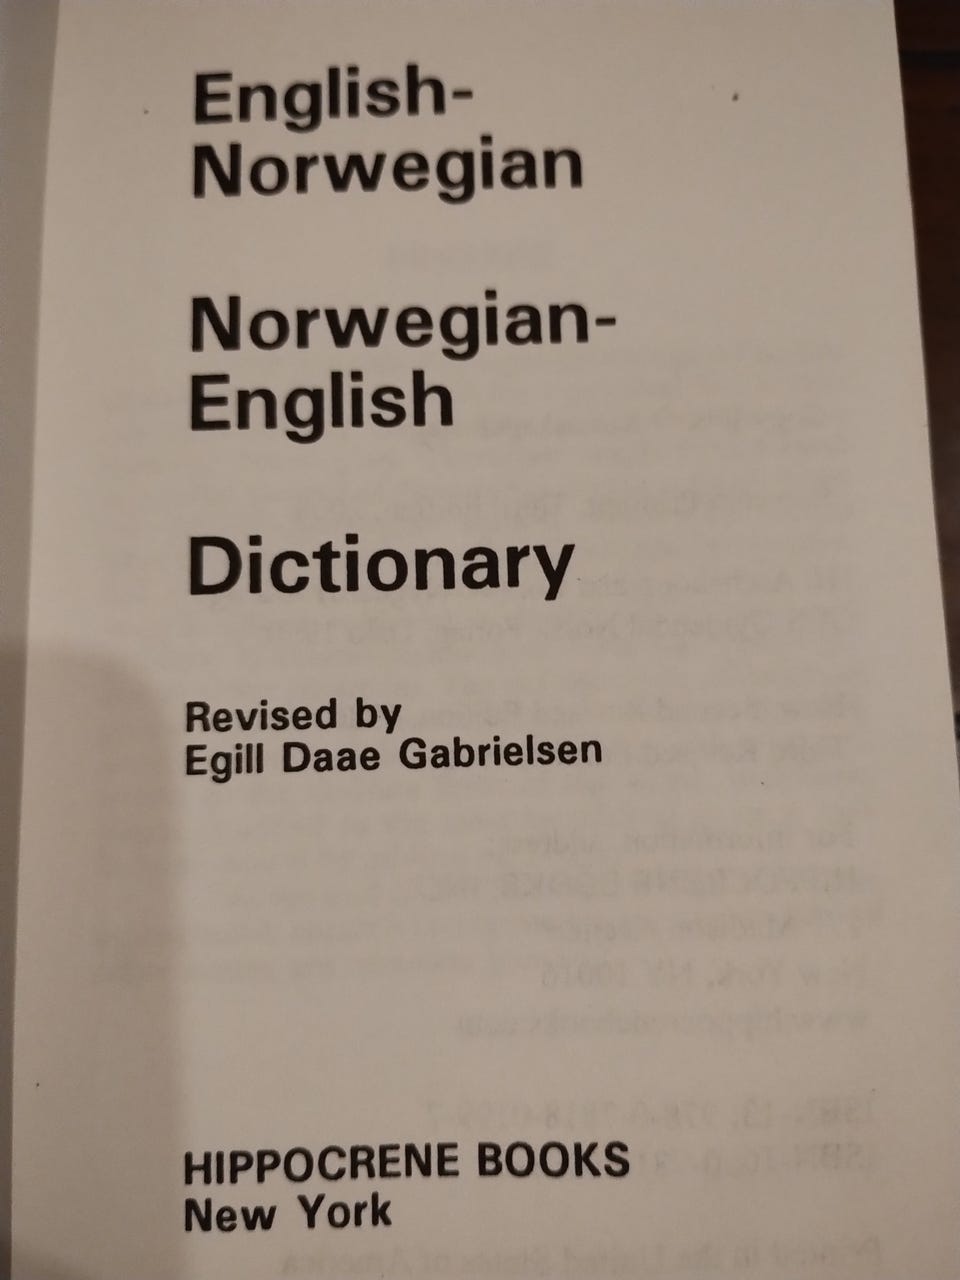 English-
Norwegian
Norwegian-
English
Dictionary
Revised by
Egill Daae Gabrielsen
HIPPOCRENE BOOKS
New York